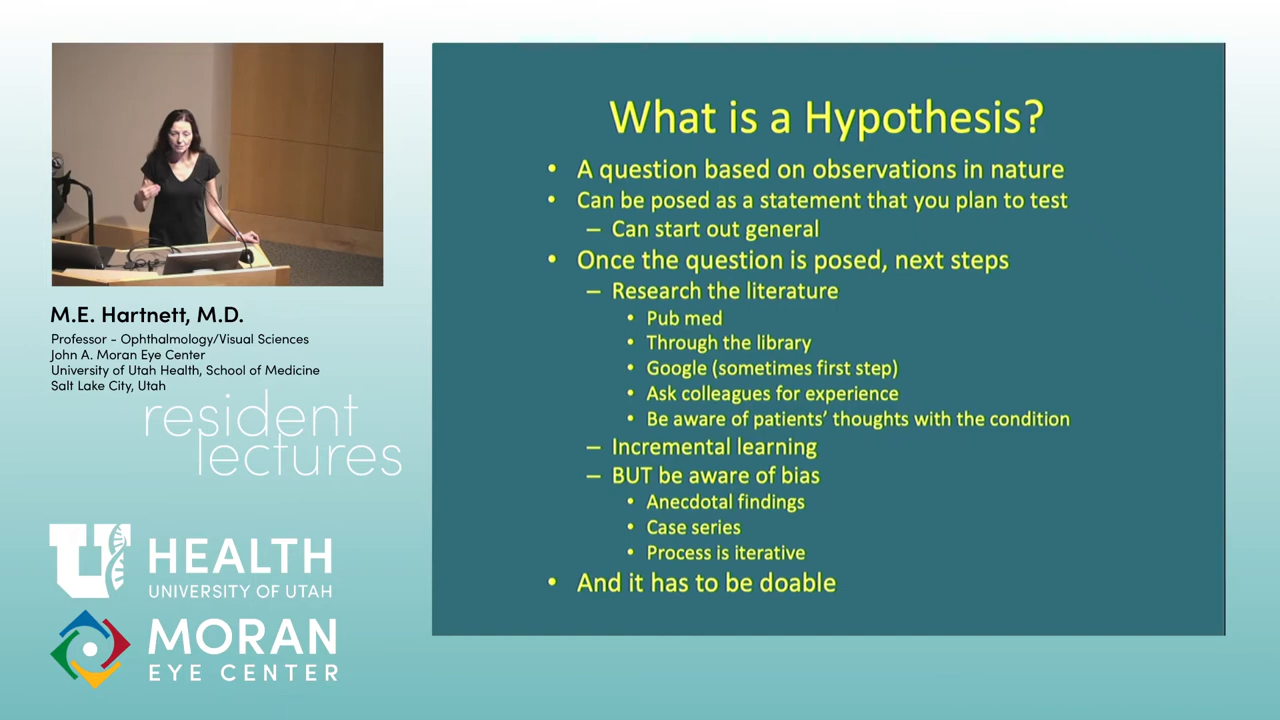 M.E. Hartnett, M.D.
Professor - Ophthalmology/Visual Sciences
John A. Moran Eye Center
University of Utah Health, School of Medicine
Salt Lake City, Utah
resident
lectures
U HEALTH
UNIVERSITY OF UTAH
MORAN
EYE CENTER
What is a Hypothesis?
• A question based on observations in nature
• Can be posed as a statement that you plan to test
– Can start out general
• Once the question is posed, next steps
– Research the literature
• Pub med
• Through the library
• Google (sometimes first step)
• Ask colleagues for experience
• Be aware of patients’ thoughts with the condition
– Incremental learning
– BUT be aware of bias
• Anecdotal findings
• Case series
• Process is iterative
• And it has to be doable